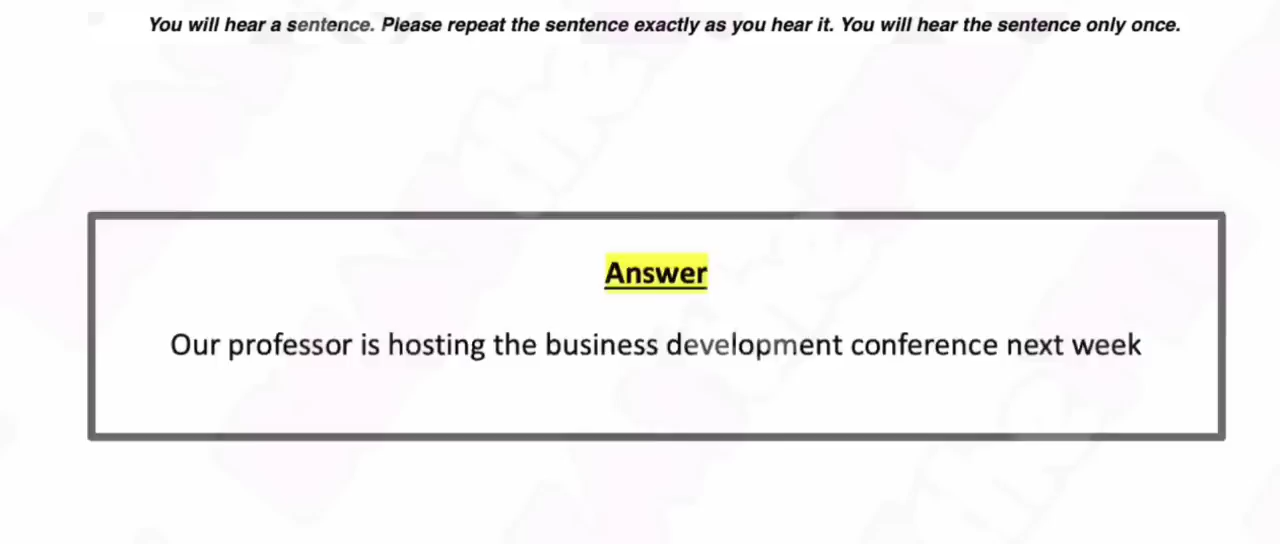 You will hear a sentence. Please repeat the sentence exactly as you hear it. You will hear the sentence only once.
Answer
Our professor is hosting the business development conference next week